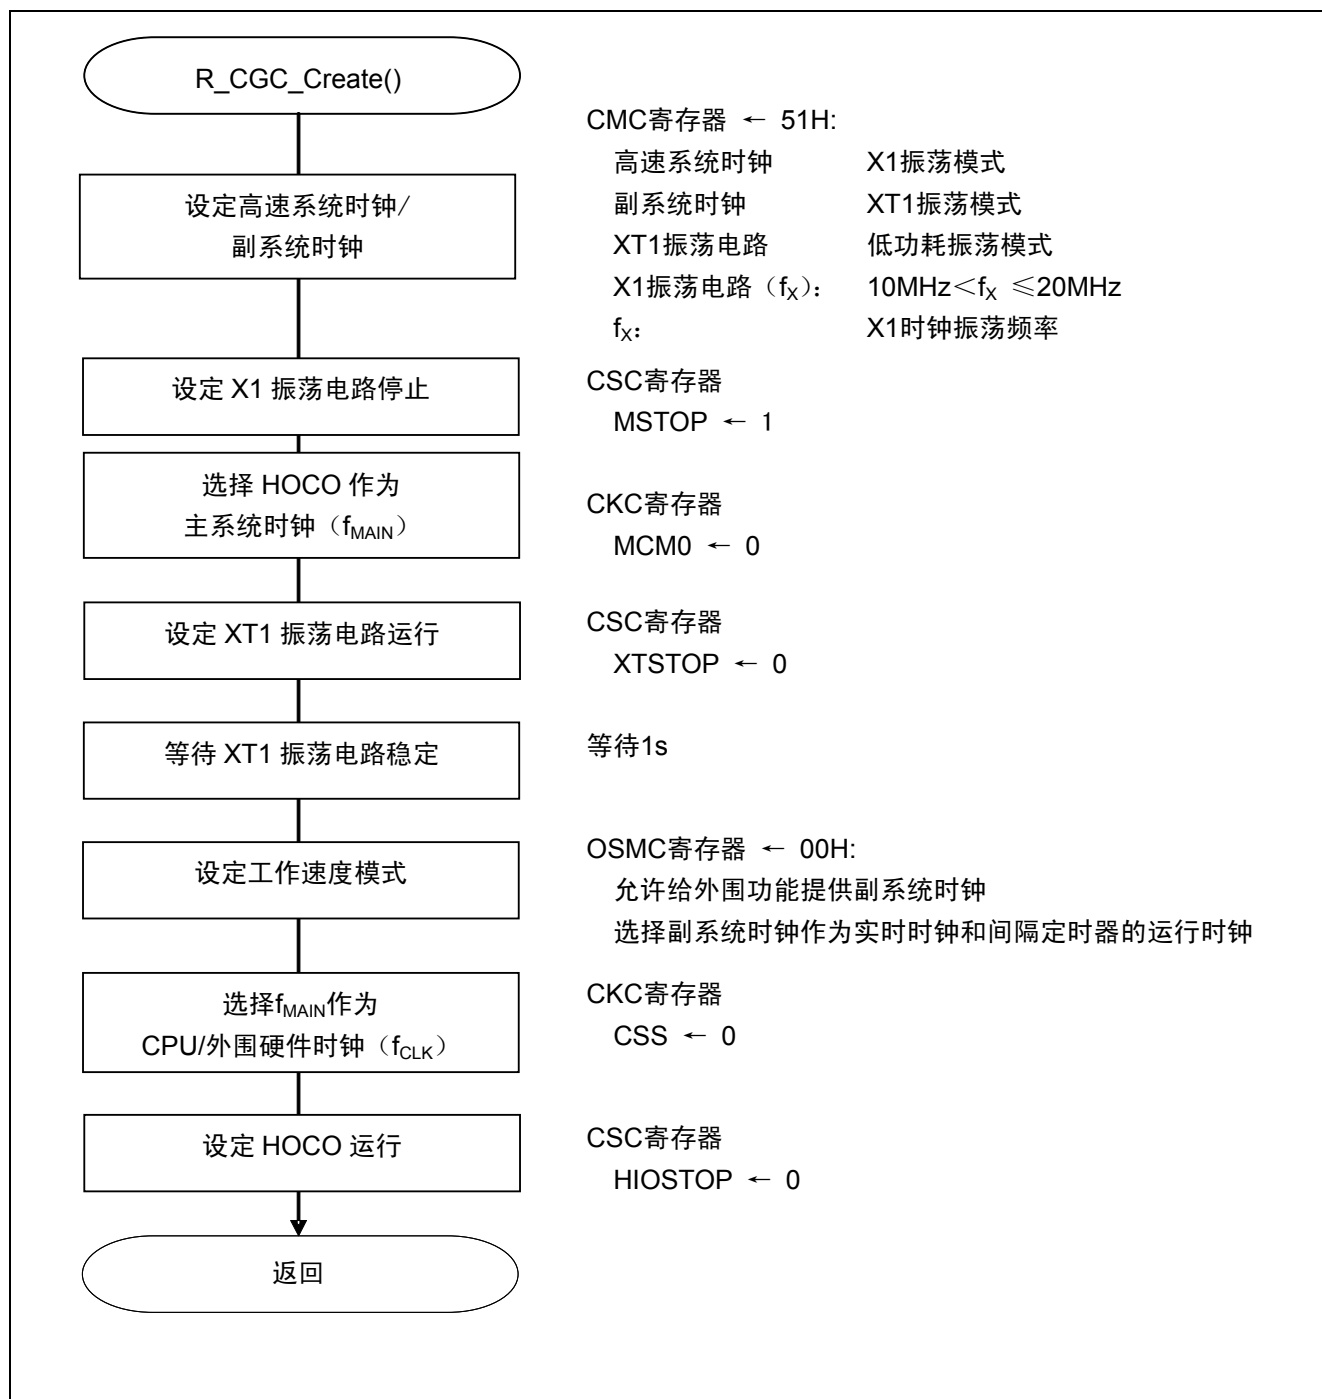 R_CGC_Create()
CMC寄存器 ← 51H:
高速系统时钟 X1振荡模式
副系统时钟 XT1振荡模式
XT1振荡电路 低功耗振荡模式
X1振荡电路（fX）： 10MHz＜fX ≦20MHz
fX： X1时钟振荡频率
设定高速系统时钟/
副系统时钟
设定 X1 振荡电路停止
CSC寄存器
MSTOP ← 1
选择 HOCO 作为
主系统时钟（fMAIN）
CKC寄存器
MCM0 ← 0
设定 XT1 振荡电路运行
CSC寄存器
XTSTOP ← 0
等待 XT1 振荡电路稳定
等待1s
设定工作速度模式
OSMC寄存器 ← 00H:
允许给外围功能提供副系统时钟
选择副系统时钟作为实时时钟和间隔定时器的运行时钟
选择fMAIN作为
CPU/外围硬件时钟（fCLK）
CKC寄存器
CSS ← 0
设定 HOCO 运行
CSC寄存器
HIOSTOP ← 0
返回